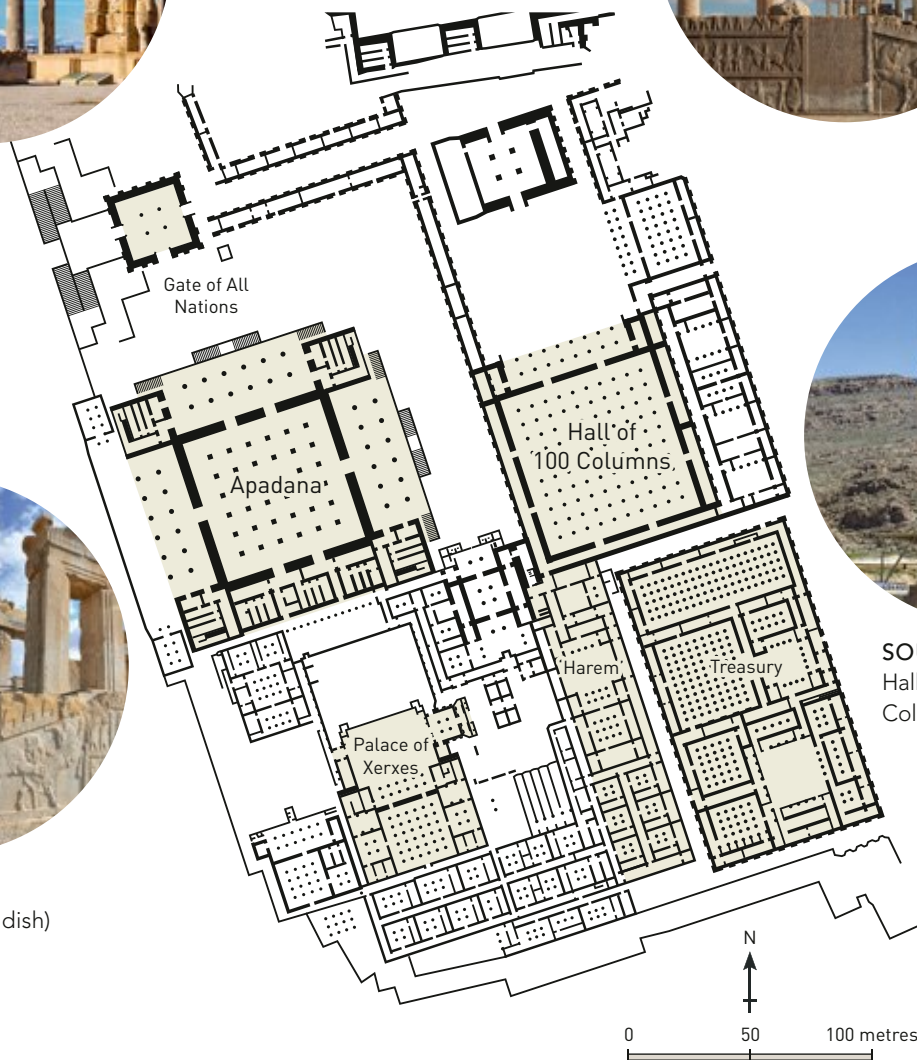 Gate of All
Nations
Apadana
Hall of
100 Columns
Harem
Treasury
Palace of
Xerxes
SOU
Hall
Col
dish)
N
0 50 100 metres